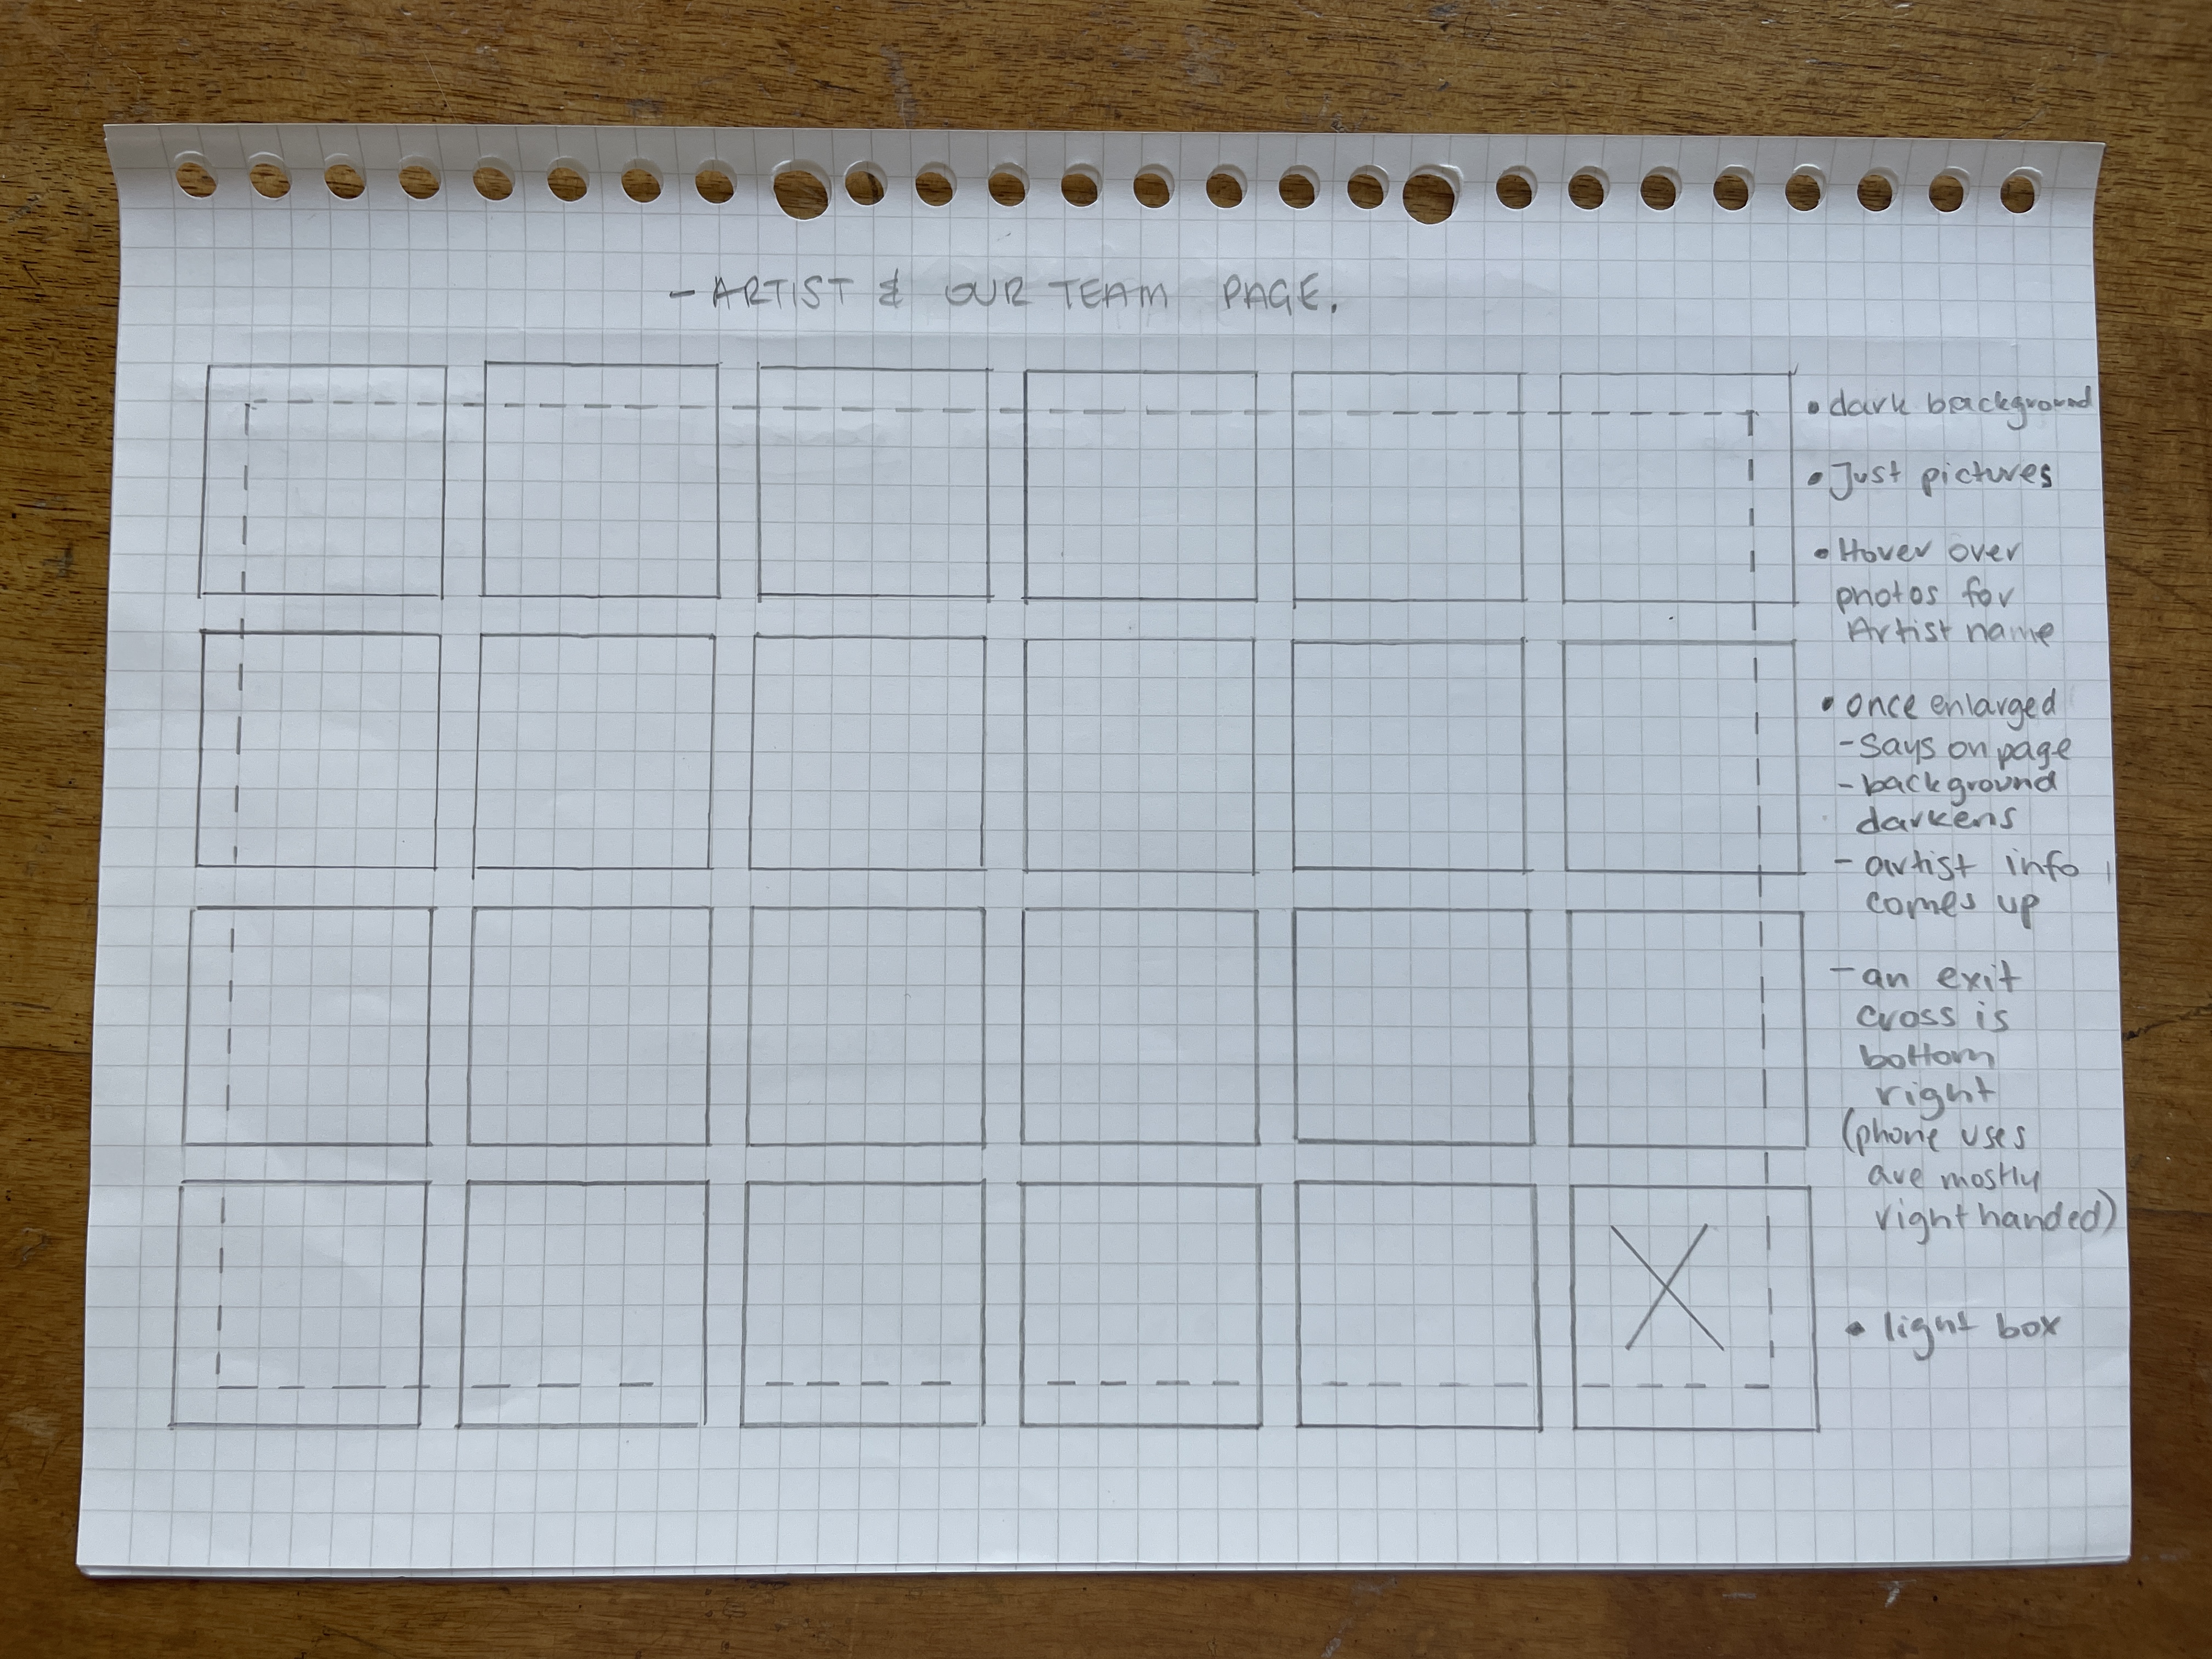 - ARTIST & OUR TEAM PAGE.
• dark background
• Just pictures
• Hover over
photos for
Artist name
• once enlarged
- Says on page
- background
darkens
- artist info
comes up
- an exit
cross is
bottom
right
(phone uses
are mostly
right handed)
• light box